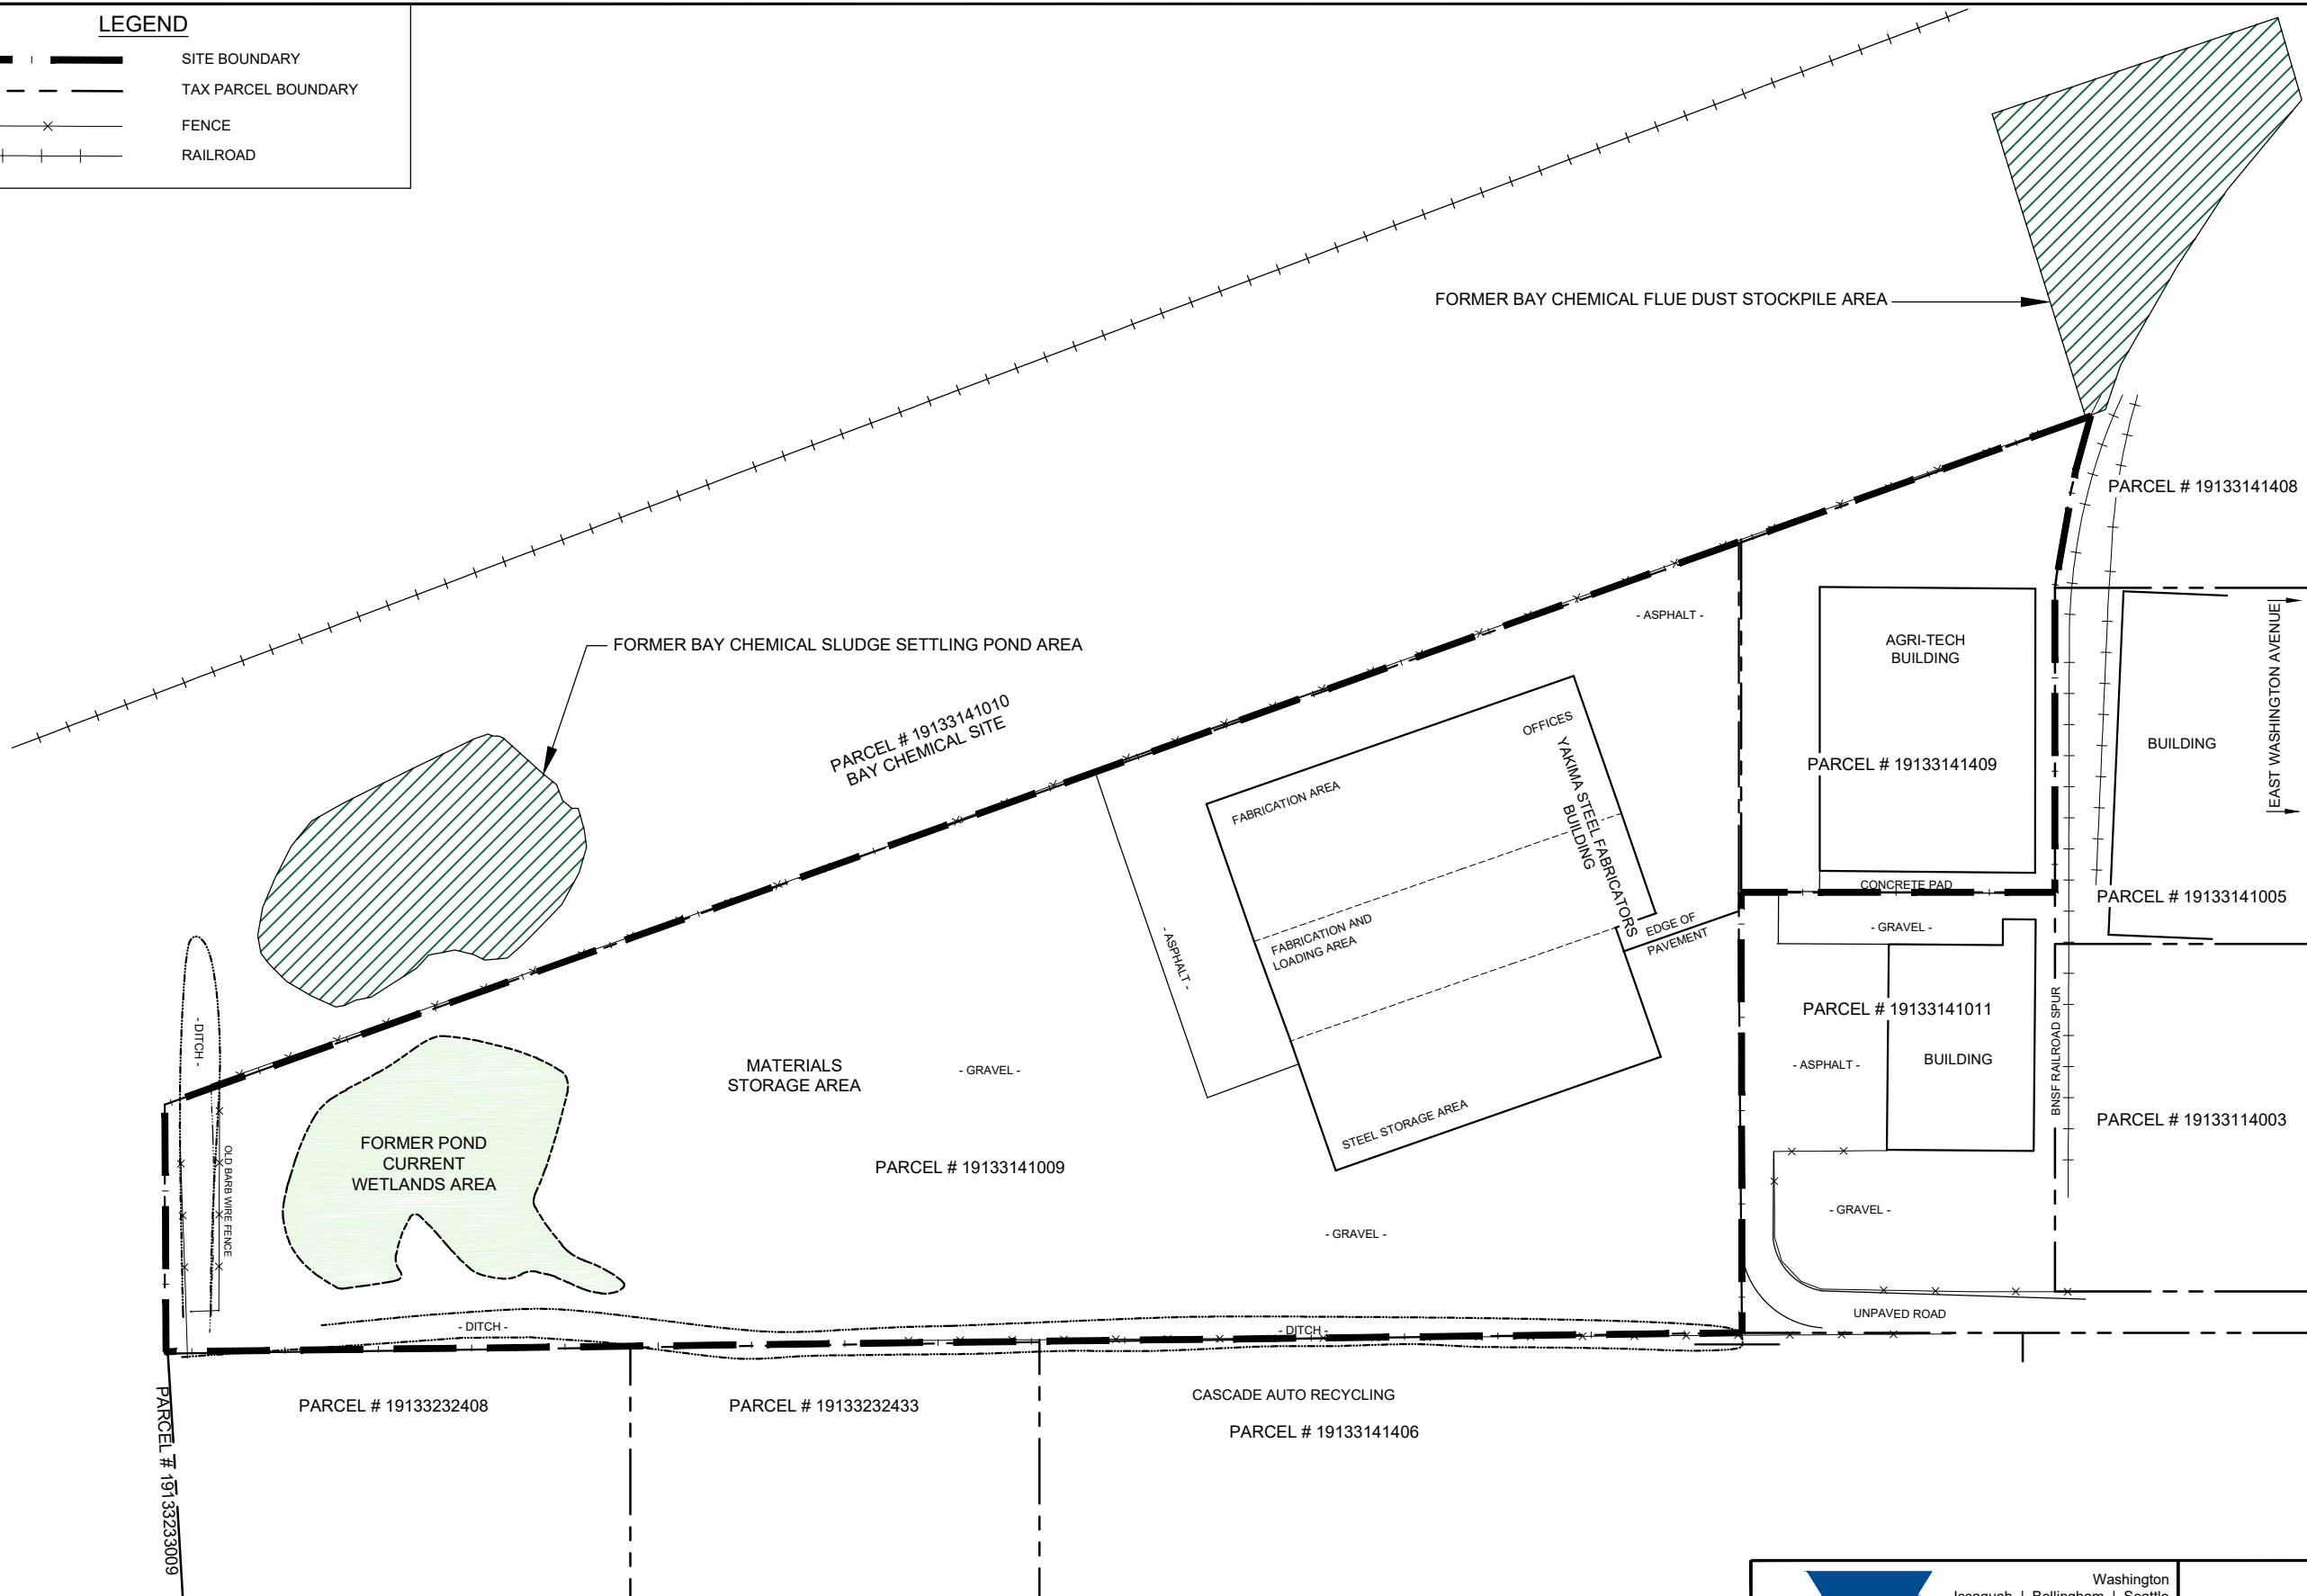 LEGEND
SITE BOUNDARY
TAX PARCEL BOUNDARY
FENCE
RAILROAD
FORMER BAY CHEMICAL FLUE DUST STOCKPILE AREA
PARCEL # 19133141408
FORMER BAY CHEMICAL SLUDGE SETTLING POND AREA
PARCEL # 19133141010
BAY CHEMICAL SITE
- ASPHALT -
AGRI-TECH
BUILDING
PARCEL # 19133141409
BUILDING
EAST WASHINGTON AVENUE
OFFICES
YAKIMA STEEL FABRICATORS
BUILDING
FABRICATION AREA
FABRICATION AND
LOADING AREA
STEEL STORAGE AREA
- ASPHALT -
EDGE OF
PAVEMENT
CONCRETE PAD
PARCEL # 19133141005
- GRAVEL -
PARCEL # 19133141011
- ASPHALT -
BUILDING
BNSF RAILROAD SPUR
PARCEL # 19133114003
- GRAVEL -
UNPAVED ROAD
- DITCH -
OLD BARB WIRE FENCE
FORMER POND
CURRENT
WETLANDS AREA
MATERIALS
STORAGE AREA
- GRAVEL -
PARCEL # 19133141009
- GRAVEL -
- DITCH -
- DITCH -
PARCEL # 19133233009
PARCEL # 19133232408
PARCEL # 19133232433
CASCADE AUTO RECYCLING
PARCEL # 19133141406
Washington
Issaquah | Bellingham | Seattle